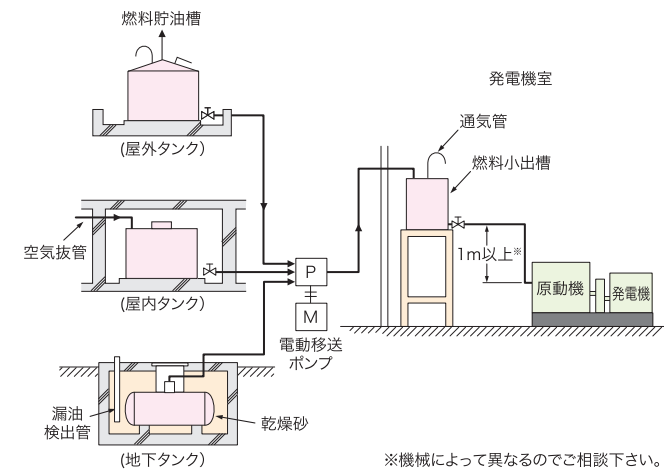 燃料貯油槽
発電機室
通気管
燃料小出槽
(屋外タンク)
空気抜管
1m以上※
P
原動機
発電機
(屋内タンク)
M
電動移送
ポンプ
漏油
検出管
乾燥砂
(地下タンク)
※機械によって異なるのでご相談下さい。